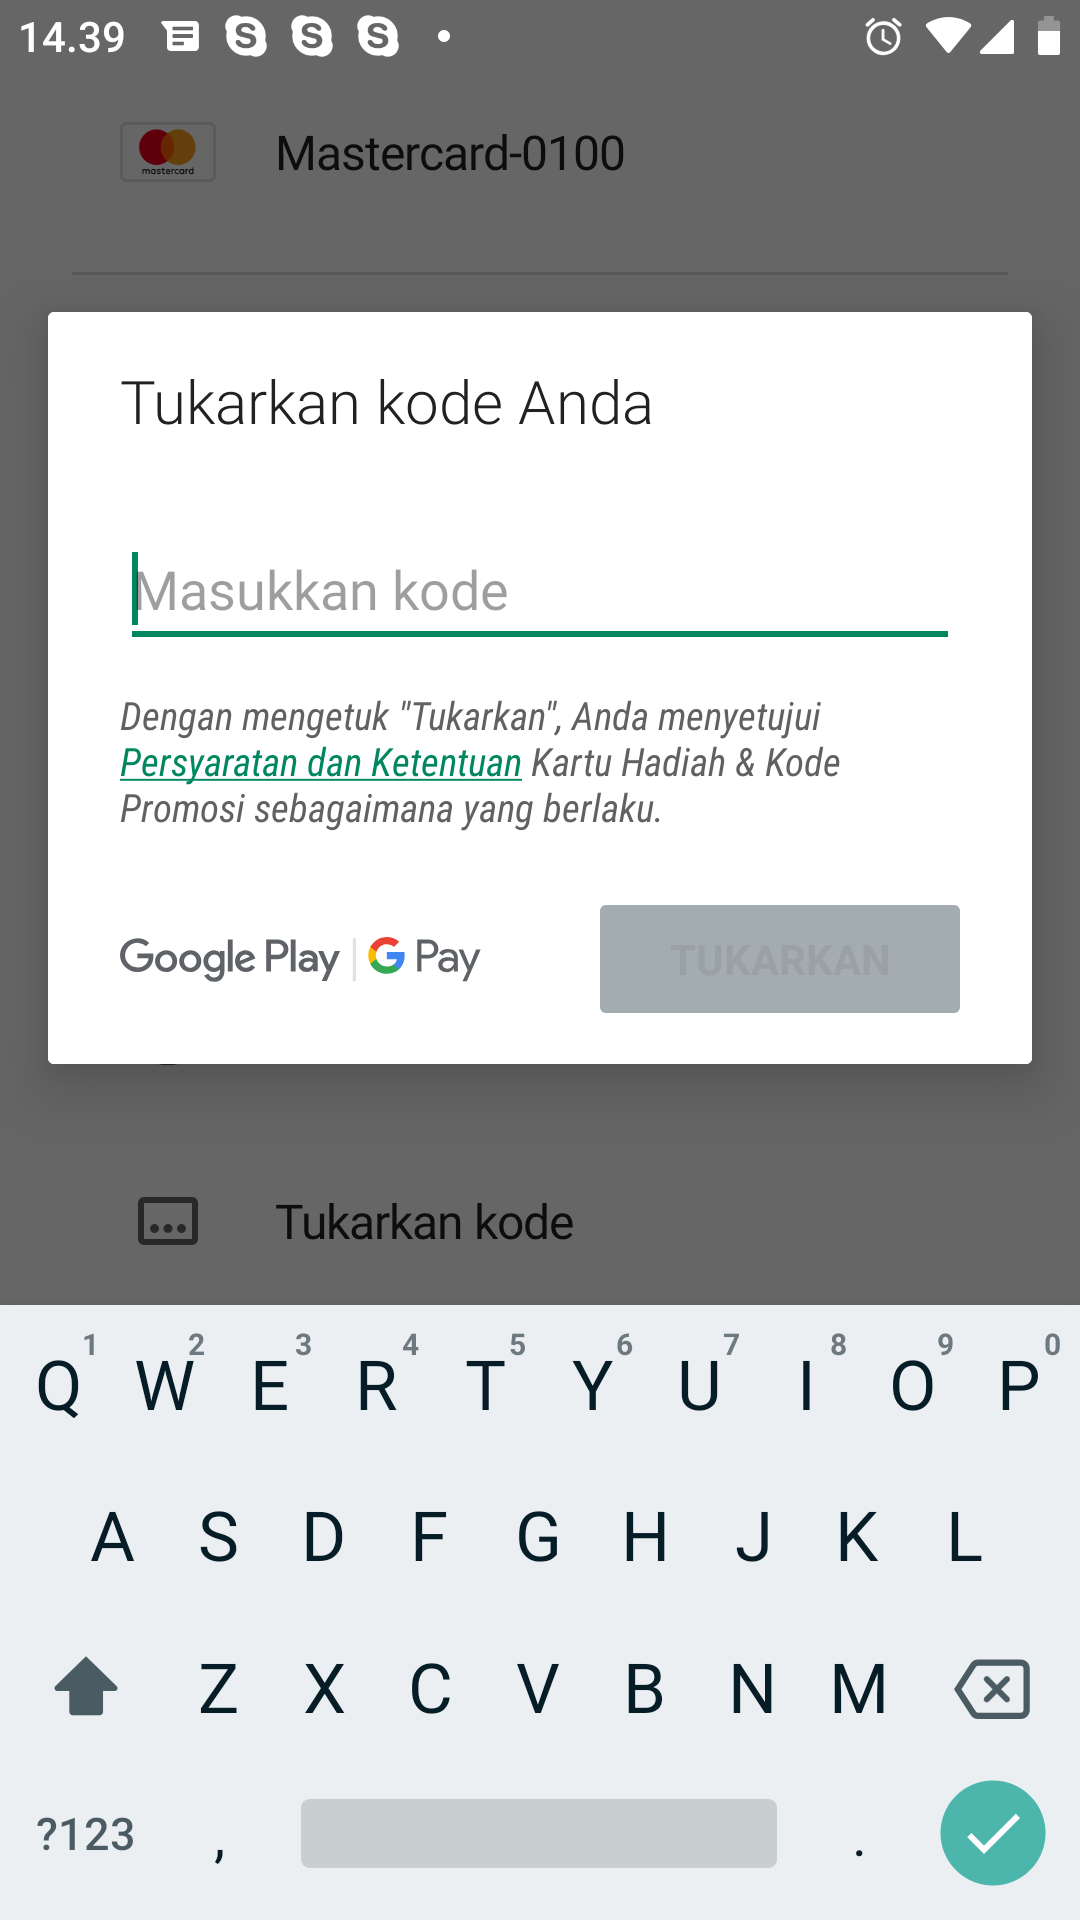 14.39
mastercard
Mastercard-0100
Tukarkan kode Anda
Masukkan kode
Dengan mengetuk "Tukarkan", Anda menyetujui
Persyaratan dan Ketentuan Kartu Hadiah & Kode
Promosi sebagaimana yang berlaku.
Google Play | G Pay
TUKARKAN
Tukarkan kode
1 2 3 4 5 6 7 8 9 0
Q W E R T Y U I O P
A S D F G H J K L
Z X C V B N M
?123 , .